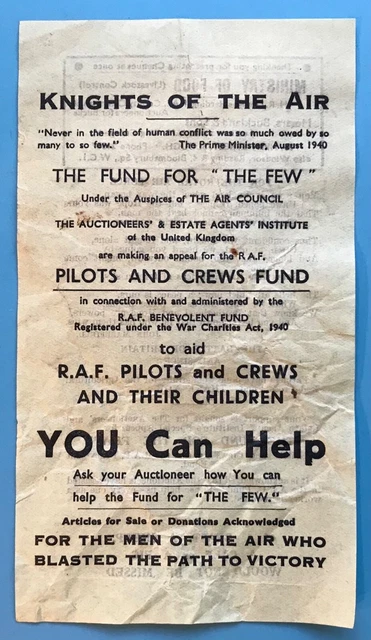 KNIGHTS OF THE AIR
"Never in the field of human conflict was so much owed by so
many to so few." The Prime Minister, August 1940
THE FUND FOR "THE FEW"
Under the Auspices of THE AIR COUNCIL
THE AUCTIONEERS' & ESTATE AGENTS' INSTITUTE
of the United Kingdom
are making an appeal for the R.A.F.
PILOTS AND CREWS FUND
in connection with and administered by the
R.A.F. BENEVOLENT FUND
Registered under the War Charities Act, 1940
to aid
R.A.F. PILOTS and CREWS
AND THEIR CHILDREN
YOU Can Help
Ask your Auctioneer how You can
help the Fund for "THE FEW."
Articles for Sale or Donations Acknowledged
FOR THE MEN OF THE AIR WHO
BLASTED THE PATH TO VICTORY